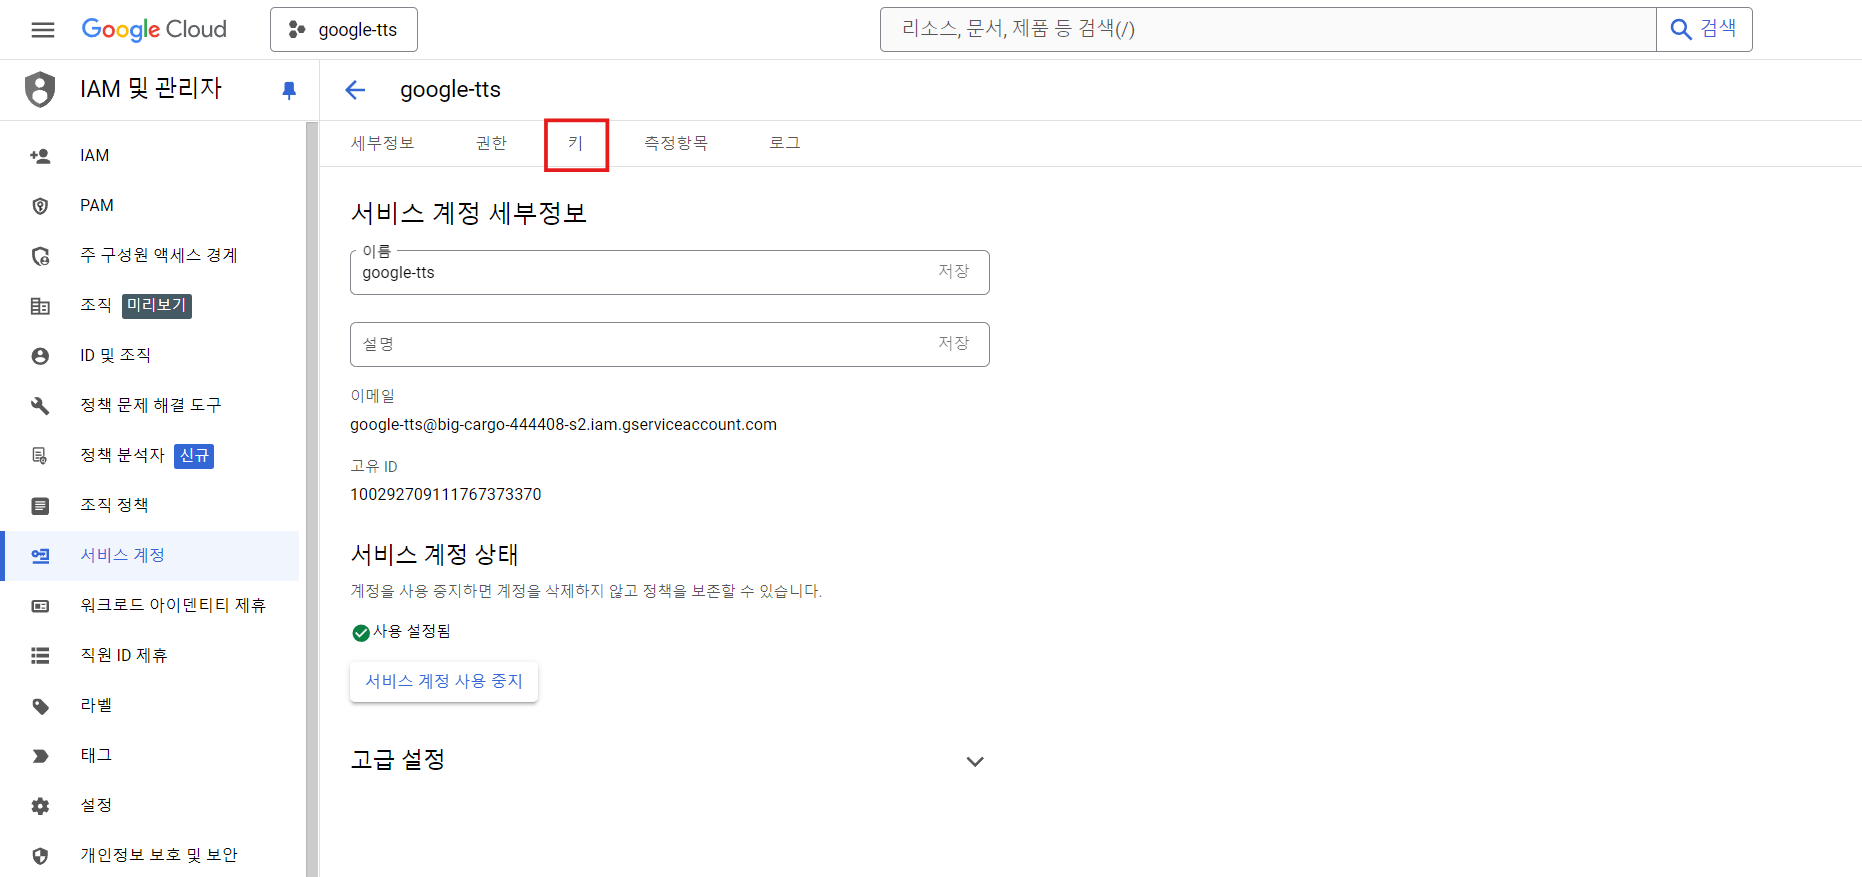 Google Cloud
google-tts
리소스, 문서, 제품 등 검색(/)
검색
IAM 및 관리자
google-tts
세부정보
권한
키
측정항목
로그
IAM
PAM
주 구성원 액세스 경계
조직 미리보기
ID 및 조직
정책 문제 해결 도구
정책 분석자 신규
조직 정책
서비스 계정
워크로드 아이덴티티 제휴
직원 ID 제휴
라벨
태그
설정
개인정보 보호 및 보안
서비스 계정 세부정보
이름
google-tts
저장
설명
저장
이메일
google-tts@big-cargo-444408-s2.iam.gserviceaccount.com
고유 ID
100292709111767373370
서비스 계정 상태
계정을 사용 중지하면 계정을 삭제하지 않고 정책을 보존할 수 있습니다.
사용 설정됨
서비스 계정 사용 중지
고급 설정